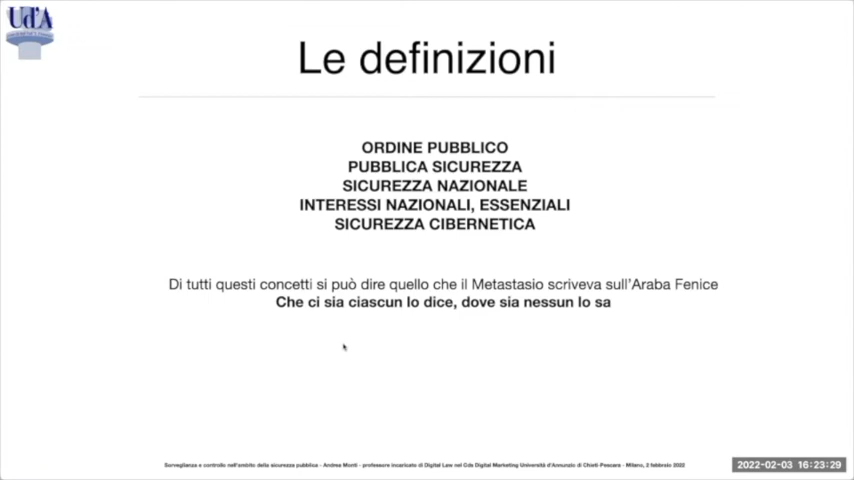 Ud'A
Le definizioni
ORDINE PUBBLICO
PUBBLICA SICUREZZA
SICUREZZA NAZIONALE
INTERESSI NAZIONALI, ESSENZIALI
SICUREZZA CIBERNETICA
Di tutti questi concetti si può dire quello che il Metastasio scriveva sull'Araba Fenice
Che ci sia ciascun lo dice, dove sia nessun lo sa
Sorveglianza e controllo nell'ambito della sicurezza pubblica - Andrea Monti - professore incaricato di Digital Law nel Cds Digital Marketing Università d'Annunzio di Chieti-Pescara - Milano, 2 febbraio 2022
2022-02-03 16:23:29